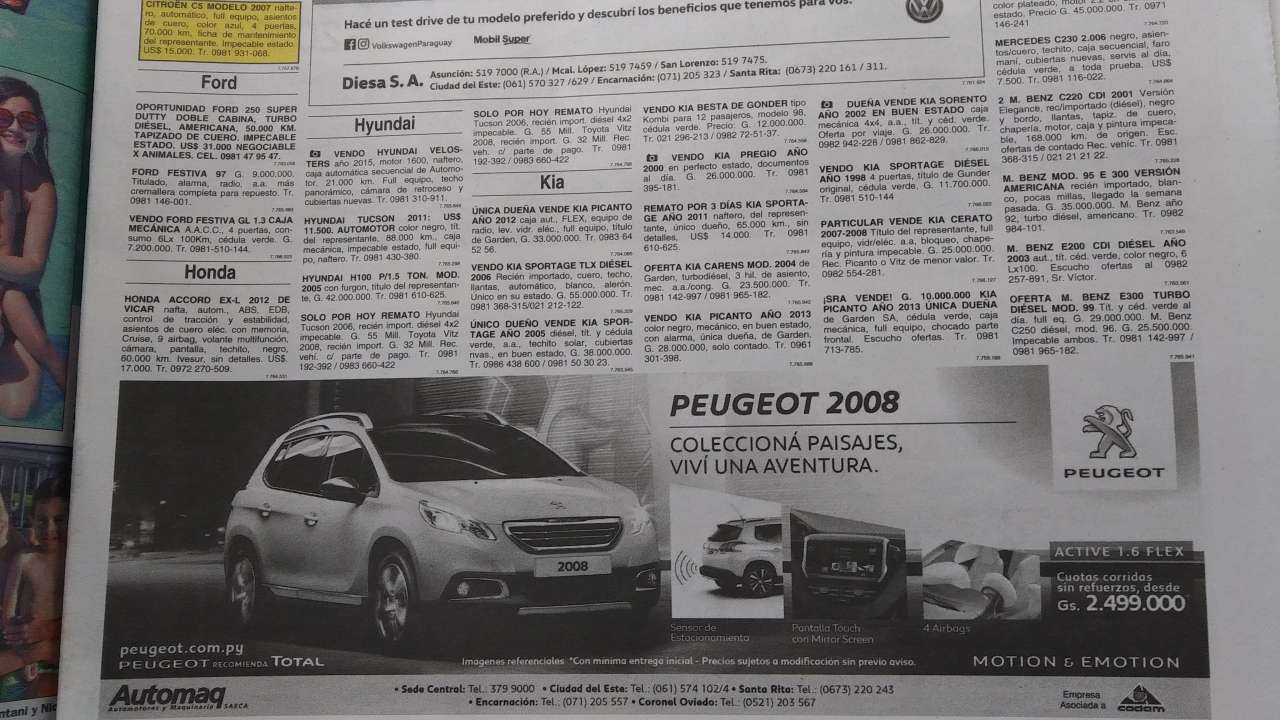 CITROËN C5 MODELO 2007 nafte-
ro, automático, full equipo, asientos
de cuero, color azul, 4 puertas,
70.000 km, ficha de mantenimiento
del representante. Impecable estado.
US$ 15.000. Tr. 0981 931-068.
Ford
OPORTUNIDAD FORD 250 SUPER
DUTTY DOBLE CABINA, TURBO
DIÉSEL, AMERICANA, 50.000 KM.
TAPIZADO DE CUERO. IMPECABLE
ESTADO. US$ 31.000 NEGOCIABLE
X ANIMALES. CEL. 0981 47 95 47.
FORD FESTIVA 97 G. 9.000.000.
Titulado, alarma, radio, a.a. más
cremallera completa para repuesto. Tr.
0981 146-001.
VENDO FORD FESTIVA GL 1.3 CAJA
MECÁNICA A.A.C.C., 4 puertas, con-
sumo 6Lx 100Km, cédula verde. G.
7.200.000. Tr. 0981-510-144.
Honda
HONDA ACCORD EX-L 2012 DE
VICAR nafta, autom., ABS, EDB,
control de tracción y estabilidad,
asientos de cuero eléc. con memoria,
Cruise, 9 airbag, volante multifunción,
cámara, pantalla, techito, negro,
60.000 km. Ivesur, sin detalles. US$.
17.000. Tr. 0972 270-509.
Hacé un test drive de tu modelo preferido y descubrí los beneficios que tenemos para vos.
VolkswagenParaguay
Mobil Super
Diesa S. A.
Asunción: 519 7000 (R.A.) / Mcal. López: 519 7459 / San Lorenzo: 519 7475.
Ciudad del Este: (061) 570 327 /629 / Encarnación: (071) 205 323 / Santa Rita: (0673) 220 161 / 311.
Hyundai
VENDO HYUNDAI VELOS-
TERS año 2015, motor 1600, naftero,
caja automática secuencial de Automo-
tor. 21.000 km. Full equipo, techo
panorámico, cámara de retroceso y
cubiertas nuevas. Tr. 0981 310-911.
HYUNDAI TUCSON 2011: US$
11.500. AUTOMOTOR color negro, tít.
del representante, 88.000 km., caja
mecánica, impecable estado, full equi-
po, naftero. Tr. 0981 430-380.
HYUNDAI H100 P/1.5 TON. MOD.
2005 con furgon, título del representan-
te, G. 42.000.000. Tr. 0981 610-625.
SOLO POR HOY REMATO Hyundai
Tucson 2006, recién impor. diésel 4x2
impecable. G. 55 Mill. Toyota Vitz
2008, recién import. G. 32 Mill. Rec.
vehí. c/ parte de pago. Tr. 0981
192-392 / 0983 660-422
SOLO POR HOY REMATO Hyundai
Tucson 2006, recién impor. diésel 4x2
impecable. G. 55 Mill. Toyota Vitz
2008, recién import. G. 32 Mill. Rec.
veh. c/ parte de pago. Tr. 0981
192-392 / 0983 660-422
Kia
ÚNICA DUEÑA VENDE KIA PICANTO
AÑO 2012 caja aut., FLEX, equipo de
radio, lev. vidr. eléc., full equipo, título
de Garden, G. 33.000.000. Tr. 0983 64
52 56.
VENDO KIA SPORTAGE TLX DIÉSEL
2006 Recién importado, cuero, techo,
llantas, automático, blanco, alerón.
Único en su estado. G. 55.000.000. Tr.
0981 368-315/021 212-122.
ÚNICO DUEÑO VENDE KIA SPOR-
TAGE AÑO 2005 diésel, tít. y cédula
verde, a.a., techito solar, cubiertas
nvas., en buen estado, G. 38.000.000.
Tr. 0986 438 600 / 0981 50 30 23
VENDO KIA BESTA DE GONDER tipo
Kombi para 12 pasajeros, modelo 98,
cédula verde. Precio: G. 12.000.000.
Tr. 021 296-213 / 0982 72-51-37.
VENDO KIA PREGIO AÑO
2000 en perfecto estado, documentos
al día. G. 26.000.000. Tr. 0981
395-181.
REMATO POR 3 DÍAS KIA SPORTA-
GE AÑO 2011 naftero, del represen-
tante, único dueño, 65.000 km., sin
detalles, US$ 14.000. Tr. 0981
610-625.
OFERTA KIA CARENS MOD. 2004 de
Garden, turbodiésel, 3 hil. de asiento,
mec. a.a./cong. G. 23.500.000. Tr.
0981 142-997 / 0981 965-182.
VENDO KIA PICANTO AÑO 2013
color negro, mecánico, en buen estado,
con alarma, única dueña, de Garden.
G. 28.000.000, solo contado. Tr. 0961
301-398.
DUEÑA VENDE KIA SORENTO
AÑO 2002 EN BUEN ESTADO caja
mecánica 4x4, a.a., tít. y céd. verde.
Oferta por viaje. G. 26.000.000. Tr.
0982 942-228 / 0981 862-829.
VENDO KIA SPORTAGE DIÉSEL
AÑO 1998 4 puertas, título de Gunder
original, cédula verde, G. 11.700.000.
Tr. 0981 510-144
PARTICULAR VENDE KIA CERATO
2007-2008 Título del representante, full
equipo, vidr/eléc. a.a, bloqueo, chape-
ría y pintura impecable. G. 25.000.000.
Rec. Picanto o Vitz de menor valor. Tr.
0982 554-281.
¡SRA VENDE! G. 10.000.000 KIA
PICANTO AÑO 2013 ÚNICA DUEÑA
de Garden SA, cédula verde, caja
mecánica, full equipo, chocado parte
frontal. Escucho ofertas. Tr. 0981
713-785.
estado. Precio G. 45.000.000. Tr. 0971
146-241
MERCEDES C230 2.006 negro, asien-
tos/cuero, techito, caja secuencial, faro
maní, cubiertas nuevas, servis al día,
cédula verde, a toda prueba. US$
7.500. Tr. 0981 116-022.
2 M. BENZ C220 CDI 2001 Versión
Elegance, rec/importado (diésel), negro
y bordo, llantas, tapiz. de cuero,
chapería, motor, caja y pintura impeca-
ble, 168.000 km. de origen. Esc.
ofertas de contado Rec. vehíc. Tr. 0981
368-315 / 021 21 21 22.
M. BENZ MOD. 95 E 300 VERSIÓN
AMERICANA recién importado, blan-
co, pocas millas, llegado la semana
pasada. G. 35.000.000. M. Benz año
92, turbo diésel, americano. Tr. 0982
984-101.
M. BENZ E200 CDI DIÉSEL AÑO
2003 aut., tít. céd. verde, color negro, 6
Lx100. Escucho ofertas al 0982
257-891, Sr. Víctor.
OFERTA M. BENZ E300 TURBO
DIÉSEL MOD. 99. Tít. y céd. verde al
día, full eq. G. 29.000.000. M. Benz
C250 diésel, mod. 96. G. 25.500.000.
Impecable ambos. Tr. 0981 142-997 /
0981 965-182.
PEUGEOT 2008
COLECCIONÁ PAISAJES,
VIVÍ UNA AVENTURA.
PEUGEOT
2008
Sensor de
Estacionamiento
Pantalla Touch
con Mirror Screen
4 Airbags
ACTIVE 1.6 FLEX
Cuotas corridas
sin refuerzos, desde
Gs. 2.499.000
peugeot.com.py
PEUGEOT RECOMIENDA TOTAL
Imagenes referenciales *Con mínima entrega inicial - Precios sujetos a modificación sin previo aviso.
MOTION & EMOTION
Automaq
Automotores y Maquinaria SAECA
• Sede Central: Tel.: 379 9000 • Ciudad del Este: Tel.: (061) 574 102/4 • Santa Rita: Tel.: (0673) 220 243
• Encarnación: Tel.: (071) 205 557 • Coronel Oviedo: Tel.: (0521) 203 567
Empresa
Asociada a
cadam